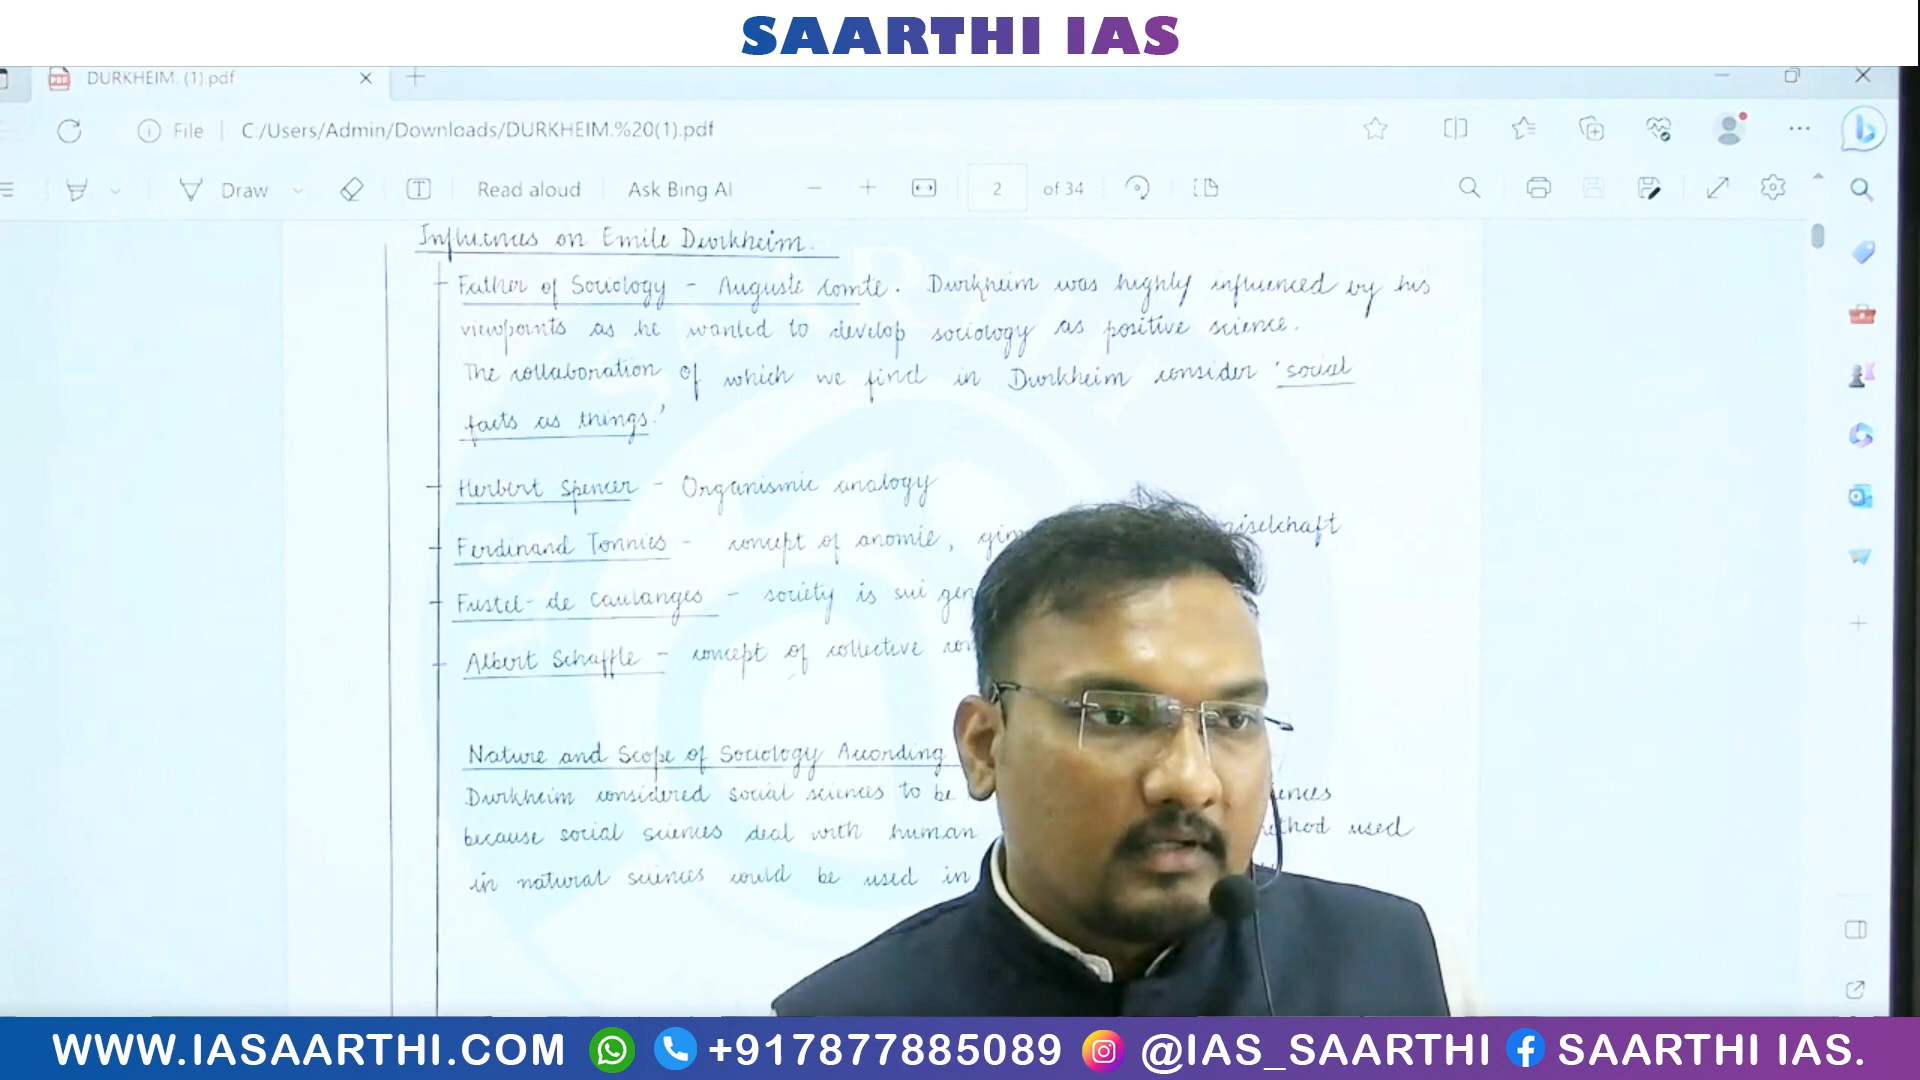 SAARTHI IAS
DURKHEIM. (1).pdf
File C:/Users/Admin/Downloads/DURKHEIM.%20(1).pdf
Draw Read aloud Ask Bing AI 2 of 34
Influences on Emile Durkheim.
Father of Sociology - Auguste Comte. Durkheim was highly influenced by his
viewpoints as he wanted to develop sociology as positive science.
The collaboration of which we find in Durkheim consider 'social
facts as things.'
Herbert Spencer - Organismic analogy
Ferdinand Tonnies - concept of anomie,
Fustel-de Caulanges - society is sui
Albert Schaffle - concept of collective
Nature and Scope of Sociology According
Durkheim considered social sciences to be
because social sciences deal with human used
in natural sciences could be used in
WWW.IASAARTHI.COM +917877885089 @IAS_SAARTHI SAARTHI IAS.